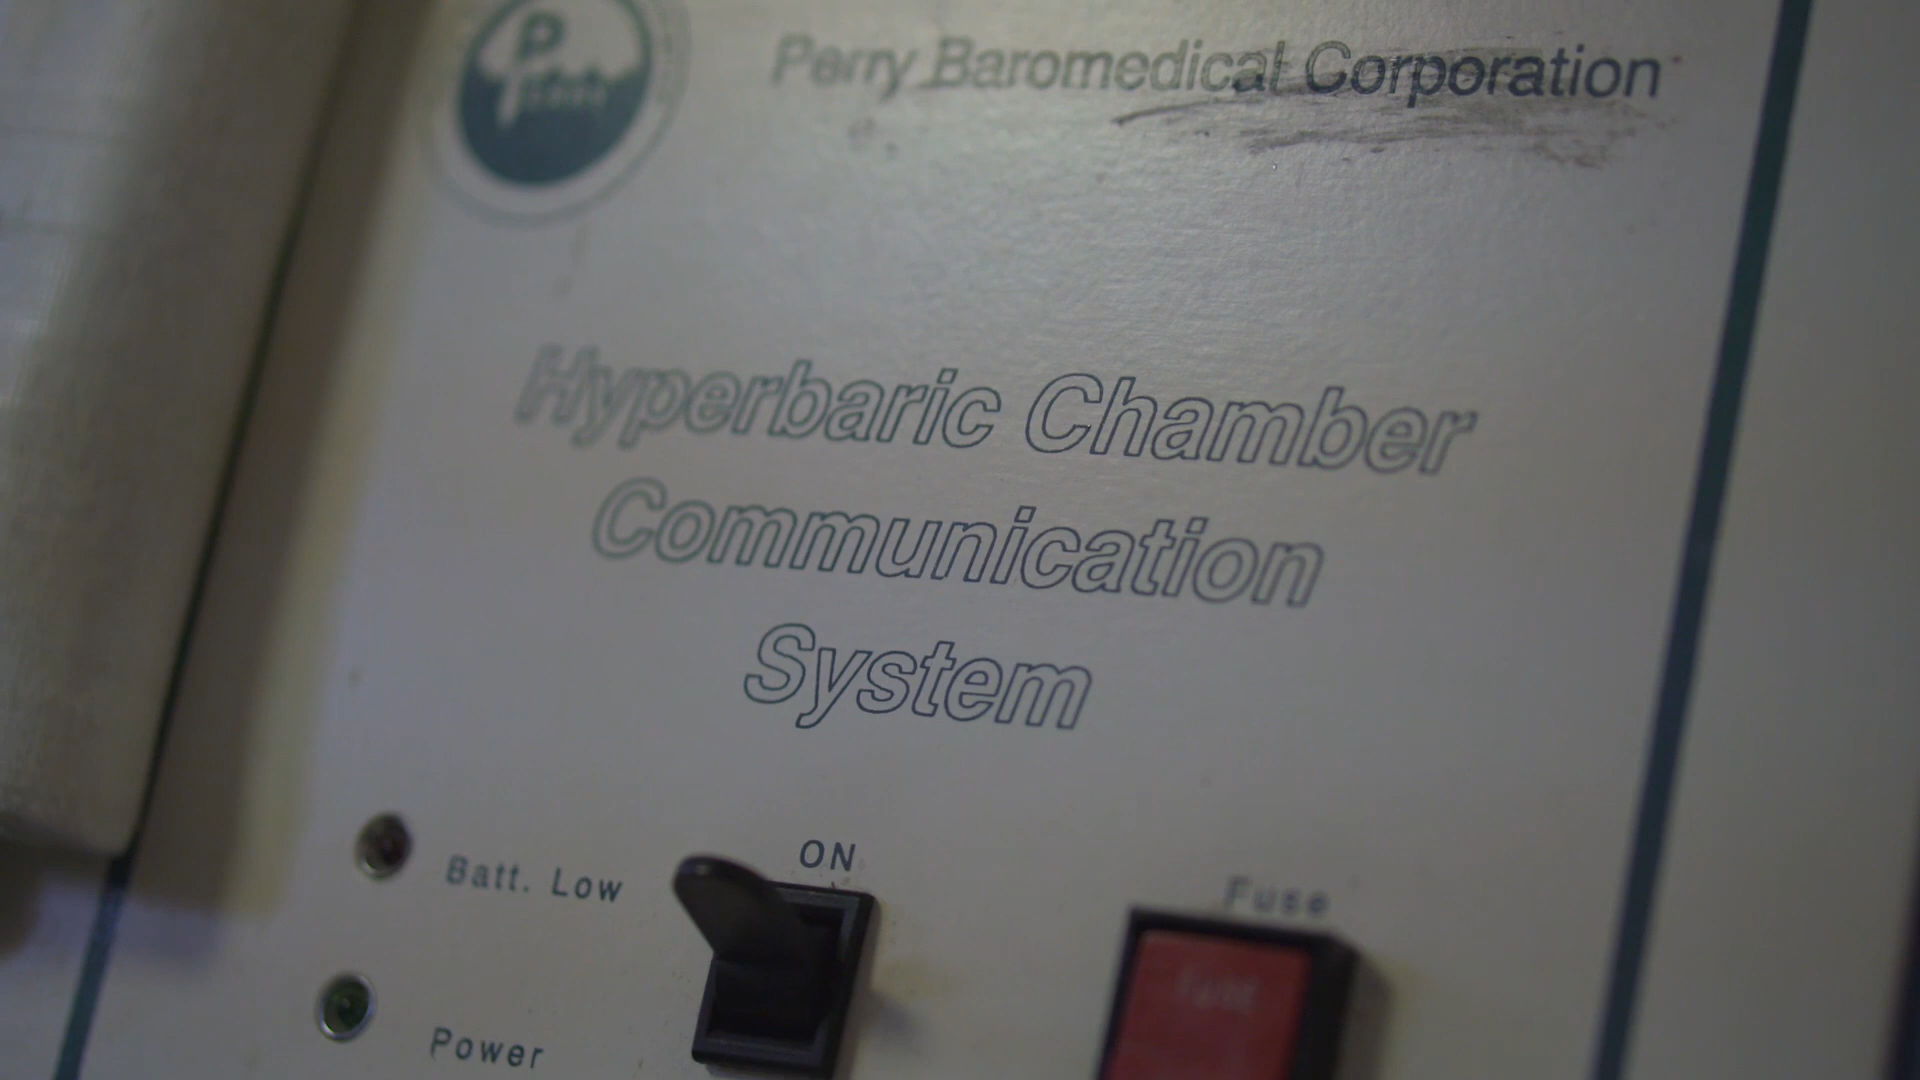 P
Perry Baromedical Corporation
Hyperbaric Chamber
Communication
System
Batt. Low
ON
Fuse
Power